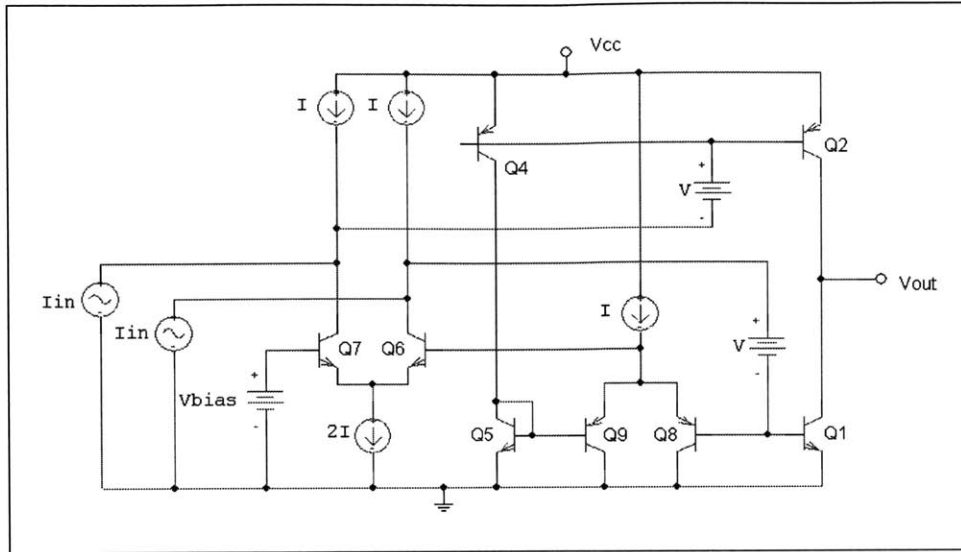 Vcc
I
I
Q4
Q2
+
V
-
Iin
Vout
Iin
I
+
V
-
Q7
Q6
+
Vbias
-
2I
Q5
Q9
Q8
Q1